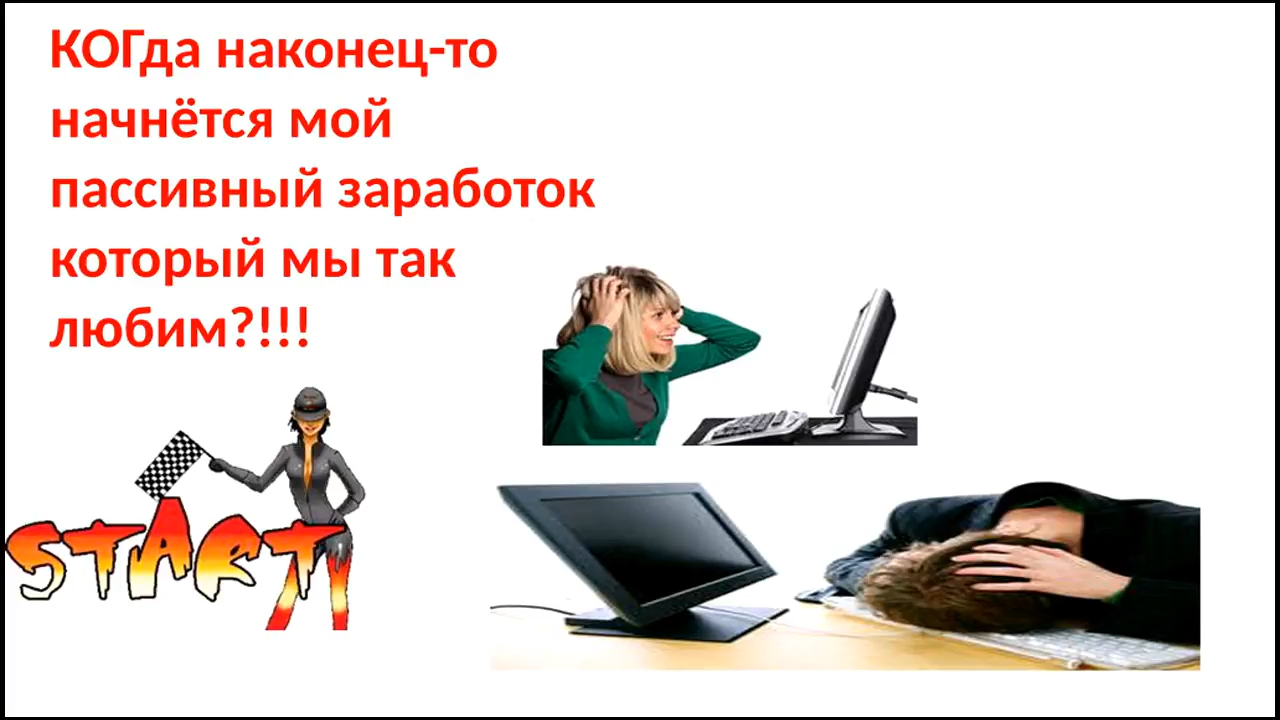 КОГда наконец-то
начнётся мой
пассивный заработок
который мы так
любим?!!!
START